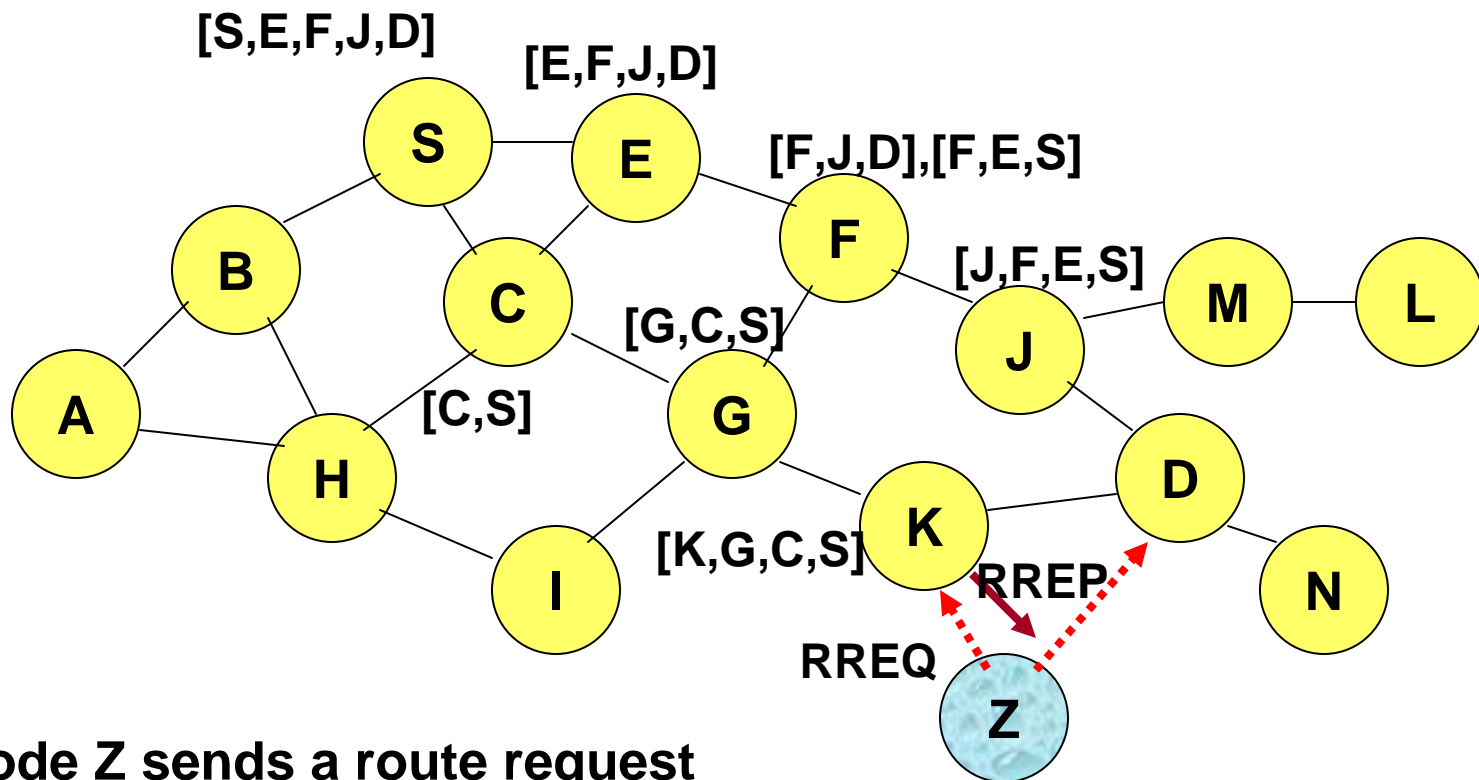 [S,E,F,J,D]
[E,F,J,D]
S
E
[F,J,D],[F,E,S]
F
B
[J,F,E,S]
C
M
L
[G,C,S]
J
[C,S]
A
G
H
D
K
[K,G,C,S]
RREP
I
N
RREQ
Z
ode Z sends a route request